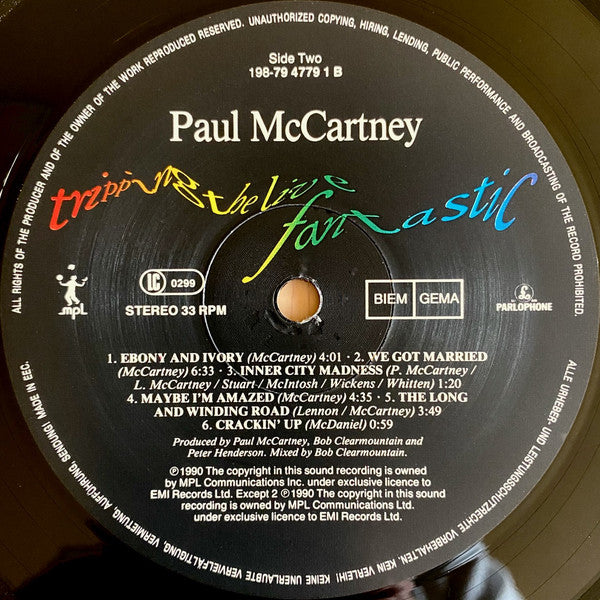 ALL RIGHTS OF THE PRODUCER AND OF THE OWNER OF THE WORK REPRODUCED RESERVED. UNAUTHORIZED COPYING, HIRING, LENDING, PUBLIC PERFORMANCE AND BROADCASTING OF THE RECORD PROHIBITED.
Side Two
198-79 4779 1 B
Paul McCartney
tripping the live
fantastic
LC 0299
BIEM GEMA
mpl
STEREO 33 RPM
PARLOPHONE
1. EBONY AND IVORY (McCartney) 4:01 · 2. WE GOT MARRIED
(McCartney) 6:33 · 3. INNER CITY MADNESS (P. McCartney /
L. McCartney / Stuart / McIntosh / Wickens / Whitten) 1:20
4. MAYBE I'M AMAZED (McCartney) 4:35 · 5. THE LONG
AND WINDING ROAD (Lennon / McCartney) 3:49
6. CRACKIN' UP (McDaniel) 0:59
Produced by Paul McCartney, Bob Clearmountain and
Peter Henderson. Mixed by Bob Clearmountain.
℗ 1990 The copyright in this sound recording is owned
by MPL Communications Inc. under exclusive licence to
EMI Records Ltd. Except 2 ℗ 1990 The copyright in this sound
recording is owned by MPL Communications Ltd.
under exclusive licence to EMI Records Ltd.
ALLE URHEBER- UND LEISTUNGSSCHUTZRECHTE VORBEHALTEN. KEIN VERLEIH! KEINE UNERLAUBTE VERVIELFÄLTIGUNG, VERMIETUNG, AUFFÜHRUNG, SENDUNG! MADE IN EEC.